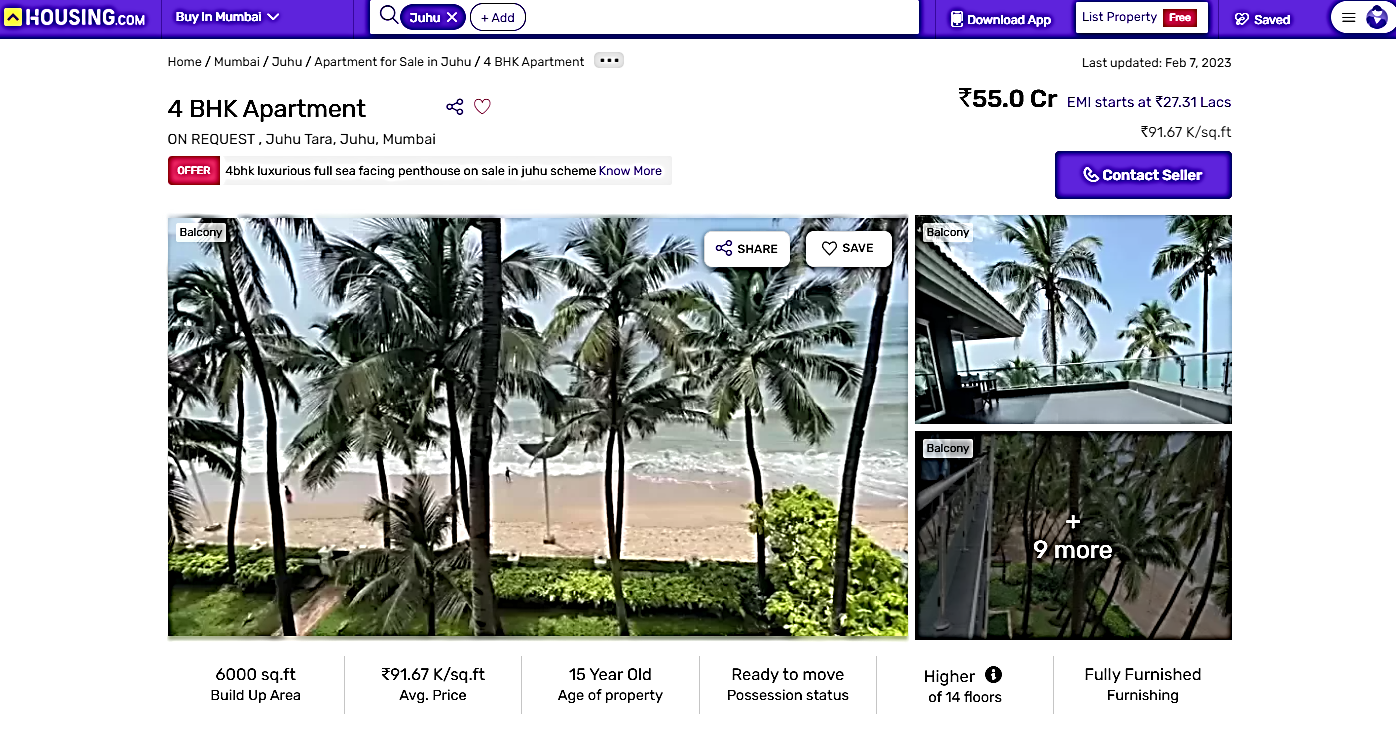 HOUSING.COM
Buy In Mumbai
Juhu
+ Add
Download App
List Property Free
Saved
Home / Mumbai / Juhu / Apartment for Sale in Juhu / 4 BHK Apartment
Last updated: Feb 7, 2023
4 BHK Apartment
₹55.0 Cr EMI starts at ₹27.31 Lacs
ON REQUEST , Juhu Tara, Juhu, Mumbai
₹91.67 K/sq.ft
OFFER 4bhk luxurious full sea facing penthouse on sale in juhu scheme Know More
Contact Seller
Balcony
SHARE
SAVE
Balcony
Balcony
+
9 more
6000 sq.ft
Build Up Area
₹91.67 K/sq.ft
Avg. Price
15 Year Old
Age of property
Ready to move
Possession status
Higher
of 14 floors
Fully Furnished
Furnishing